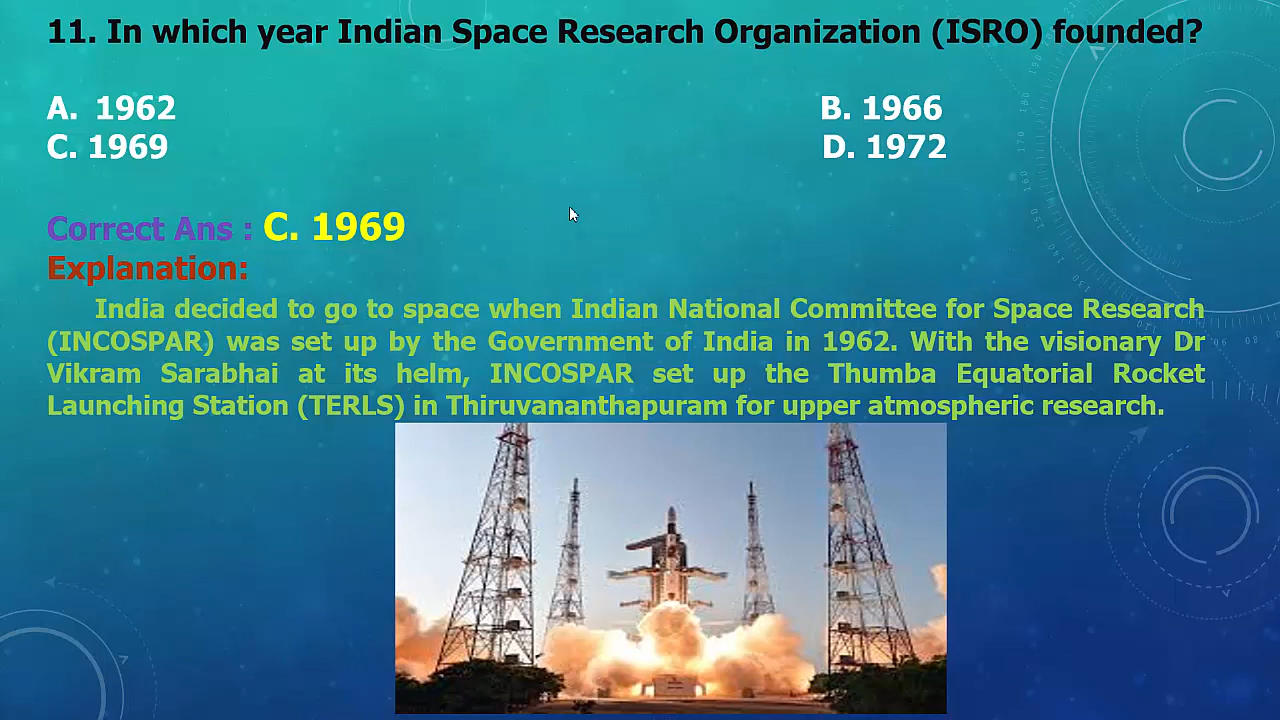 11. In which year Indian Space Research Organization (ISRO) founded?
A. 1962 B. 1966
C. 1969 D. 1972
Correct Ans : C. 1969
Explanation:
India decided to go to space when Indian National Committee for Space Research
(INCOSPAR) was set up by the Government of India in 1962. With the visionary Dr
Vikram Sarabhai at its helm, INCOSPAR set up the Thumba Equatorial Rocket
Launching Station (TERLS) in Thiruvananthapuram for upper atmospheric research.